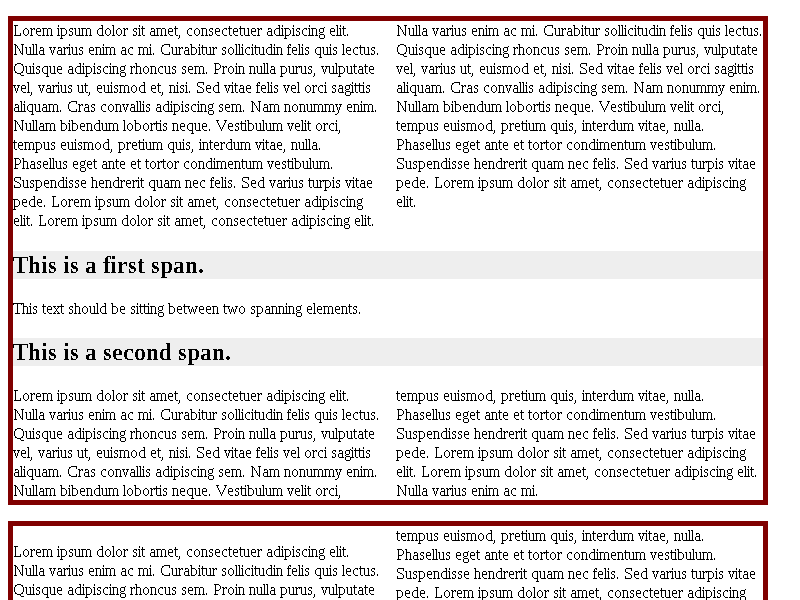 Lorem ipsum dolor sit amet, consectetuer adipiscing elit.
Nulla varius enim ac mi. Curabitur sollicitudin felis quis lectus.
Quisque adipiscing rhoncus sem. Proin nulla purus, vulputate
vel, varius ut, euismod et, nisi. Sed vitae felis vel orci sagittis
aliquam. Cras convallis adipiscing sem. Nam nonummy enim.
Nullam bibendum lobortis neque. Vestibulum velit orci,
tempus euismod, pretium quis, interdum vitae, nulla.
Phasellus eget ante et tortor condimentum vestibulum.
Suspendisse hendrerit quam nec felis. Sed varius turpis vitae
pede. Lorem ipsum dolor sit amet, consectetuer adipiscing
elit. Lorem ipsum dolor sit amet, consectetuer adipiscing elit.
Nulla varius enim ac mi. Curabitur sollicitudin felis quis lectus.
Quisque adipiscing rhoncus sem. Proin nulla purus, vulputate
vel, varius ut, euismod et, nisi. Sed vitae felis vel orci sagittis
aliquam. Cras convallis adipiscing sem. Nam nonummy enim.
Nullam bibendum lobortis neque. Vestibulum velit orci,
tempus euismod, pretium quis, interdum vitae, nulla.
Phasellus eget ante et tortor condimentum vestibulum.
Suspendisse hendrerit quam nec felis. Sed varius turpis vitae
pede. Lorem ipsum dolor sit amet, consectetuer adipiscing
elit.
This is a first span.
This text should be sitting between two spanning elements.
This is a second span.
Lorem ipsum dolor sit amet, consectetuer adipiscing elit.
Nulla varius enim ac mi. Curabitur sollicitudin felis quis lectus.
Quisque adipiscing rhoncus sem. Proin nulla purus, vulputate
vel, varius ut, euismod et, nisi. Sed vitae felis vel orci sagittis
aliquam. Cras convallis adipiscing sem. Nam nonummy enim.
Nullam bibendum lobortis neque. Vestibulum velit orci,
tempus euismod, pretium quis, interdum vitae, nulla.
Phasellus eget ante et tortor condimentum vestibulum.
Suspendisse hendrerit quam nec felis. Sed varius turpis vitae
pede. Lorem ipsum dolor sit amet, consectetuer adipiscing
elit. Lorem ipsum dolor sit amet, consectetuer adipiscing elit.
Nulla varius enim ac mi.
Lorem ipsum dolor sit amet, consectetuer adipiscing elit.
Nulla varius enim ac mi. Curabitur sollicitudin felis quis lectus.
Quisque adipiscing rhoncus sem. Proin nulla purus, vulputate
tempus euismod, pretium quis, interdum vitae, nulla.
Phasellus eget ante et tortor condimentum vestibulum.
Suspendisse hendrerit quam nec felis. Sed varius turpis vitae
pede. Lorem ipsum dolor sit amet, consectetuer adipiscing